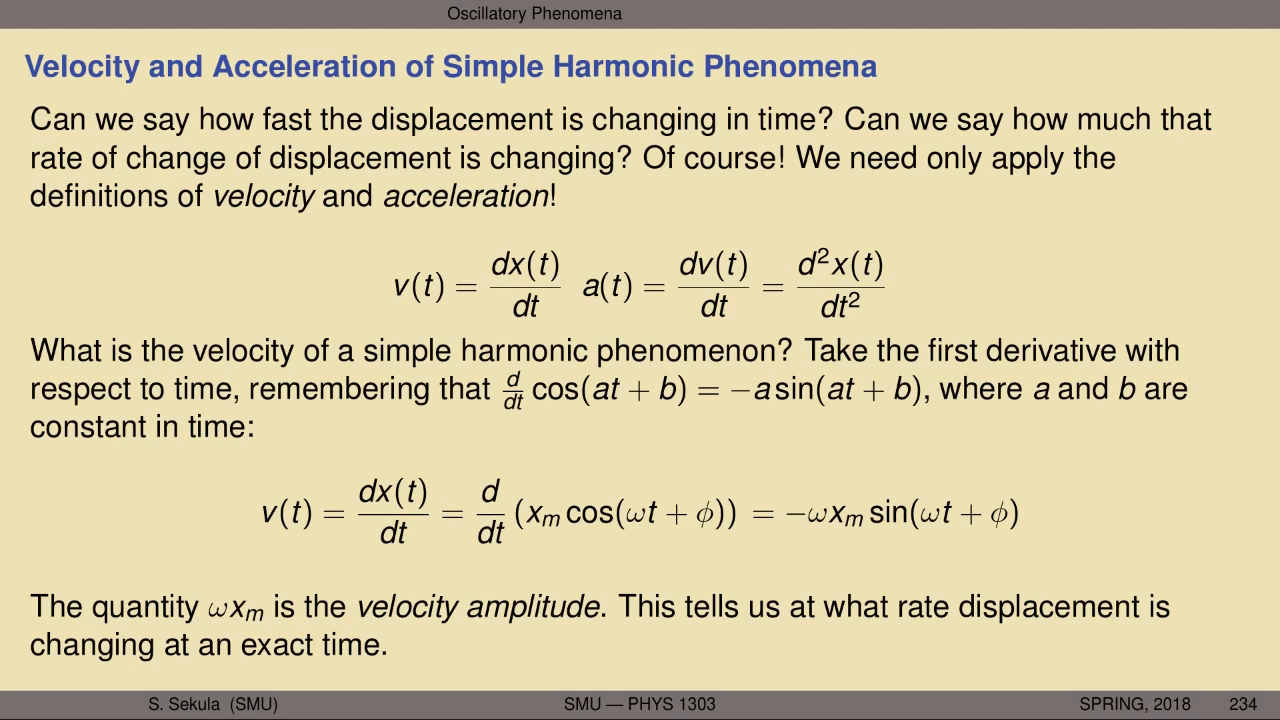 Oscillatory Phenomena
Velocity and Acceleration of Simple Harmonic Phenomena
Can we say how fast the displacement is changing in time? Can we say how much that
rate of change of displacement is changing? Of course! We need only apply the
definitions of velocity and acceleration!
v(t) = dx(t)/dt a(t) = dv(t)/dt = d²x(t)/dt²
What is the velocity of a simple harmonic phenomenon? Take the first derivative with
respect to time, remembering that d/dt cos(at + b) = −a sin(at + b), where a and b are
constant in time:
v(t) = dx(t)/dt = d/dt (xₘ cos(ωt + ϕ)) = −ωxₘ sin(ωt + ϕ)
The quantity ωxₘ is the velocity amplitude. This tells us at what rate displacement is
changing at an exact time.
S. Sekula (SMU) SMU — PHYS 1303 SPRING, 2018 234